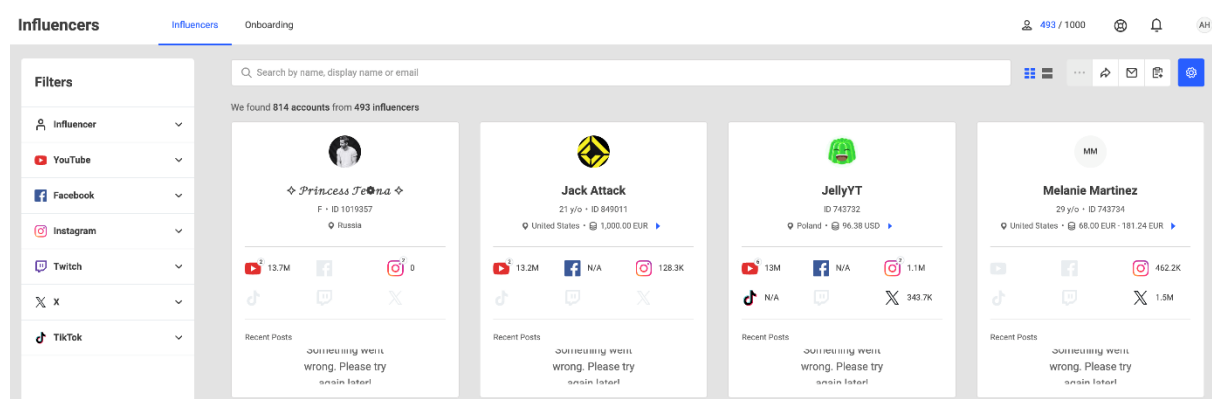 Influencers
Influencers
Onboarding
493 / 1000
AH
Filters
Search by name, display name or email
We found 814 accounts from 493 influencers
Influencer
YouTube
Facebook
Instagram
Twitch
X
TikTok
✧ 𝓟𝓻𝓲𝓷𝓬𝓮𝓼𝓼 𝓣𝓮✿𝓷𝓪 ✧
F • ID 1019357
Russia
2 13.7M
2 0
Recent Posts
Something went
wrong. Please try
again later!
Jack Attack
21 y/o • ID 849011
United States • 1,000.00 EUR
2 13.2M
N/A
128.3K
Recent Posts
Something went
wrong. Please try
again later!
JellyYT
ID 743732
Poland • 96.38 USD
13M
N/A
2 1.1M
N/A
343.7K
Recent Posts
Something went
wrong. Please try
again later!
MM
Melanie Martinez
29 y/o • ID 743734
United States • 68.00 EUR - 181.24 EUR
462.2K
1.5M
Recent Posts
Something went
wrong. Please try
again later!